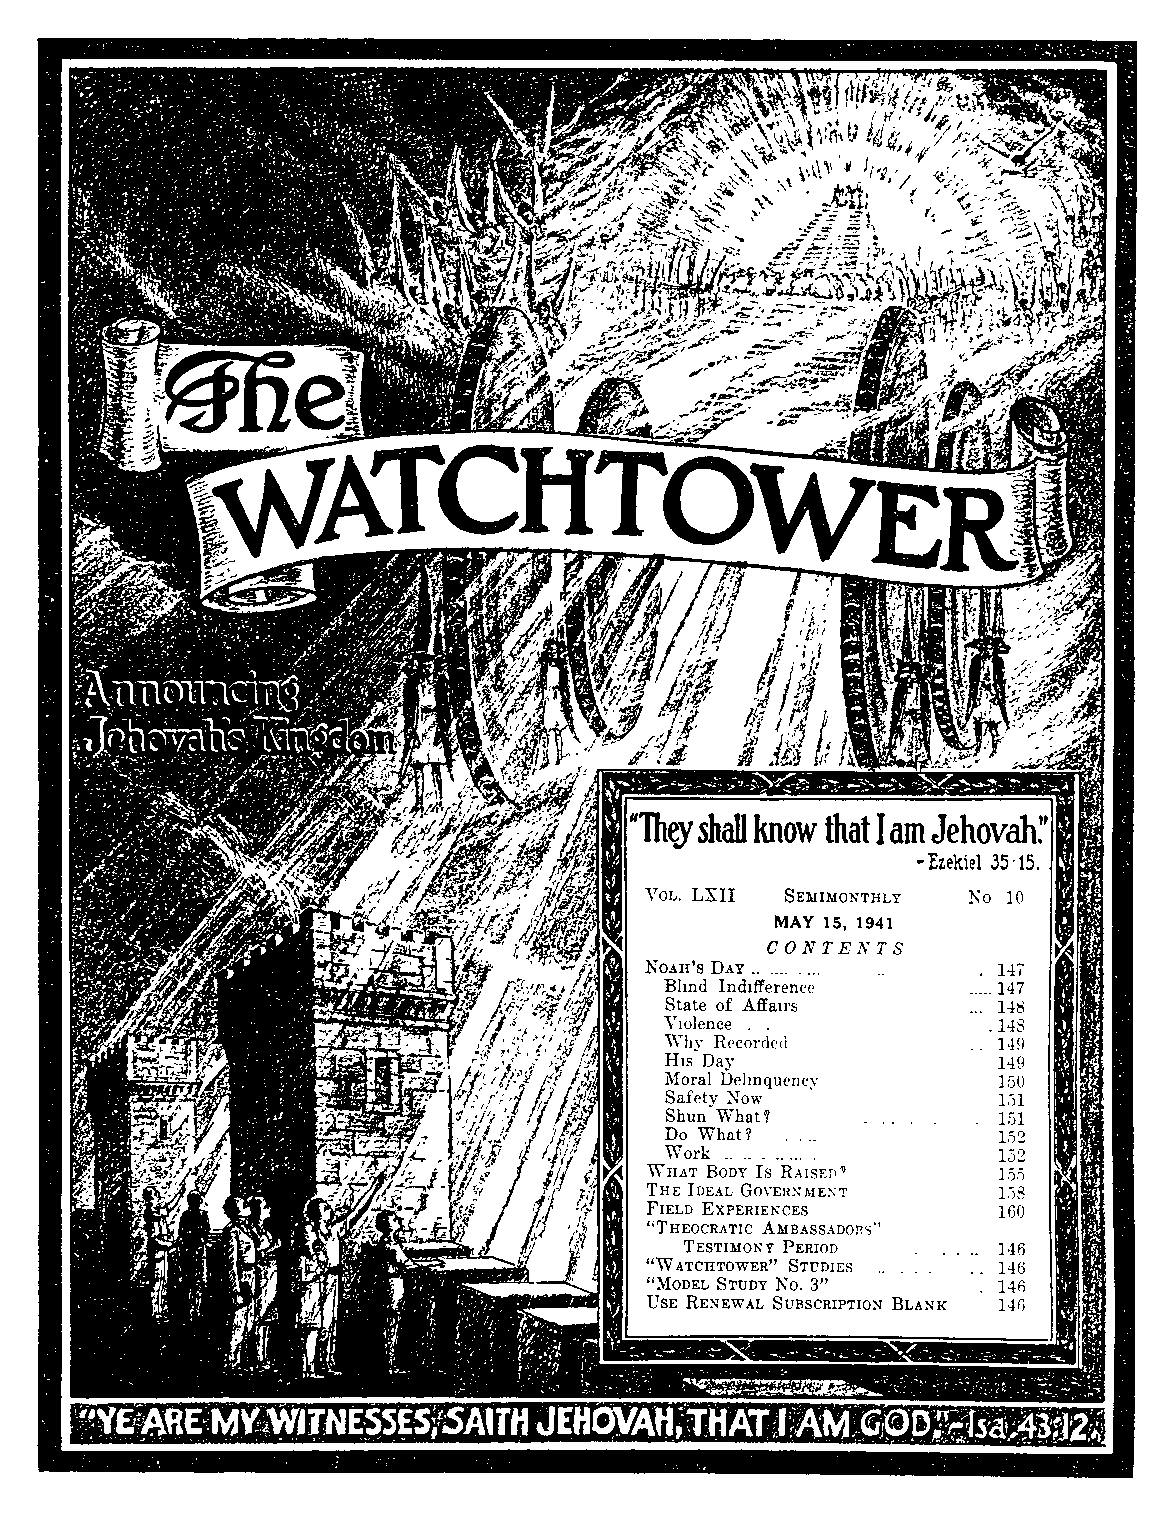 The
WATCHTOWER
Announcing
Jehovah's Kingdom
"They shall know that I am Jehovah."
-Ezekiel 35:15.
VOL. LXII SEMIMONTHLY No 10
MAY 15, 1941
CONTENTS
NOAH'S DAY .. ..... . ... .. . 147
Blind Indifference ..... 147
State of Affairs ... 148
Violence . . . 148
Why Recorded . . 149
His Day 149
Moral Delinquency 150
Safety Now 151
Shun What? . . . . . . 151
Do What? . . .. 152
Work .. .. .. .. . 152
WHAT BODY IS RAISED? 155
THE IDEAL GOVERNMENT 158
FIELD EXPERIENCES 160
"THEOCRATIC AMBASSADORS"
TESTIMONY PERIOD . . . .. 146
"WATCHTOWER" STUDIES .. . . . . .. 146
"MODEL STUDY NO. 3" . 146
USE RENEWAL SUBSCRIPTION BLANK 146
"YE ARE MY WITNESSES, SAITH JEHOVAH, THAT I AM GOD."-Isa. 43:12.